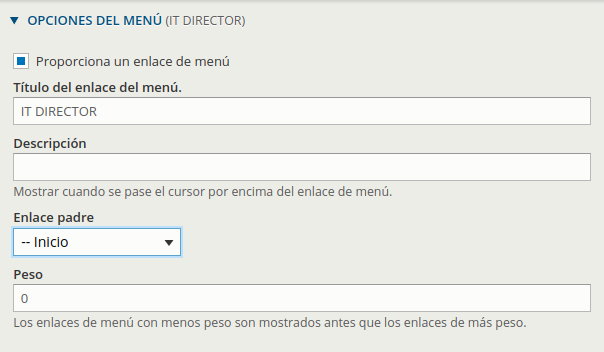 OPCIONES DEL MENÚ (IT DIRECTOR)
Proporciona un enlace de menú
Título del enlace del menú.
IT DIRECTOR
Descripción
Mostrar cuando se pase el cursor por encima del enlace de menú.
Enlace padre
-- Inicio
Peso
0
Los enlaces de menú con menos peso son mostrados antes que los enlaces de más peso.